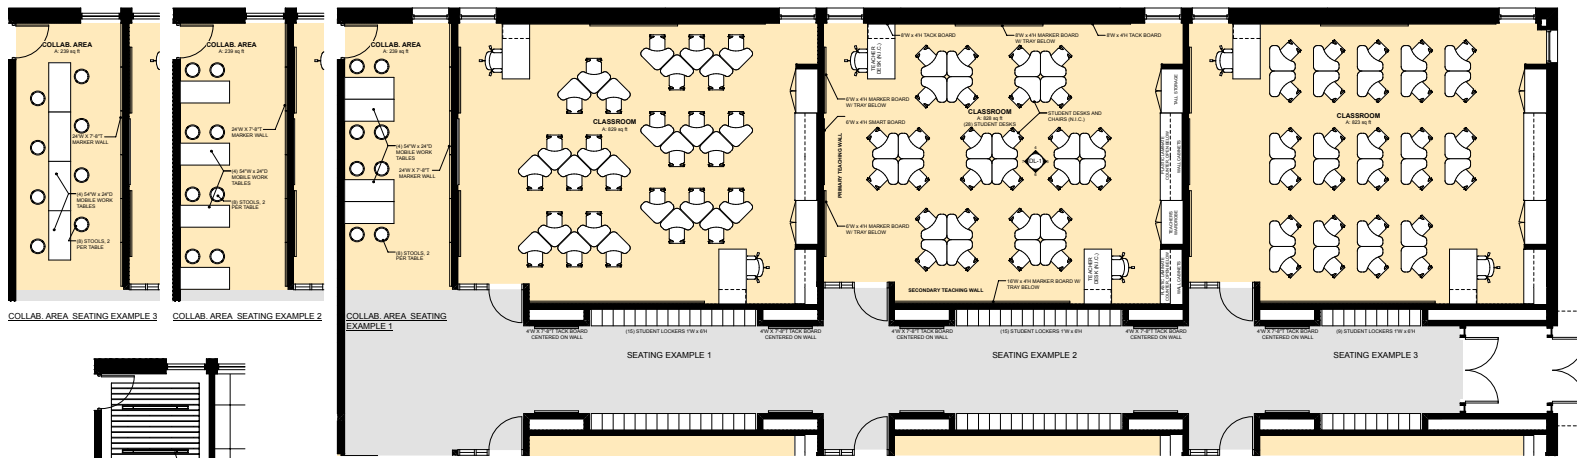 COLLAB. AREA
A: 239 sq ft
24"W X 7'-8"T
MARKER WALL
(4) 54"W x 24"D
MOBILE WORK
TABLES
(8) STOOLS, 2
PER TABLE
COLLAB. AREA SEATING EXAMPLE 3
COLLAB. AREA
A: 239 sq ft
24"W X 7'-8"T
MARKER WALL
(4) 54"W x 24"D
MOBILE WORK
TABLES
(8) STOOLS, 2
PER TABLE
COLLAB. AREA SEATING EXAMPLE 2
COLLAB. AREA
A: 239 sq ft
(4) 54"W x 24"D
MOBILE WORK
TABLES
24"W X 7'-8"T
MARKER WALL
(8) STOOLS, 2
PER TABLE
COLLAB. AREA SEATING
EXAMPLE 1
CLASSROOM
A: 829 sq ft
4'W X 7'-8"T TACK BOARD
CENTERED ON WALL
(15) STUDENT LOCKERS 1'W x 6'H
4'W X 7'-8"T TACK BOARD
CENTERED ON WALL
SEATING EXAMPLE 1
8'W x 4'H TACK BOARD
8'W x 4'H MARKER BOARD
W/ TRAY BELOW
8'W x 4'H TACK BOARD
TEACHER
DESK (N.I.C.)
6'W x 4'H MARKER BOARD
W/ TRAY BELOW
6'W x 4'H SMART BOARD
PRIMARY TEACHING WALL
6'W x 4'H MARKER BOARD
W/ TRAY BELOW
CLASSROOM
A: 828 sq ft
(28) STUDENT DESKS
STUDENT DESKS AND
CHAIRS (N.I.C.)
TALL STORAGE
WALL CABINETS
TEACHERS
WARDROBE
WALL CABINETS
TEACHER
DESK (N.I.C.)
SECONDARY TEACHING WALL
16'W x 4'H MARKER BOARD W/
TRAY BELOW
4'W X 7'-8"T TACK BOARD
CENTERED ON WALL
(15) STUDENT LOCKERS 1'W x 6'H
4'W X 7'-8"T TACK BOARD
CENTERED ON WALL
SEATING EXAMPLE 2
CLASSROOM
A: 823 sq ft
4'W X 7'-8"T TACK BOARD
CENTERED ON WALL
(9) STUDENT LOCKERS 1'W x 6'H
SEATING EXAMPLE 3